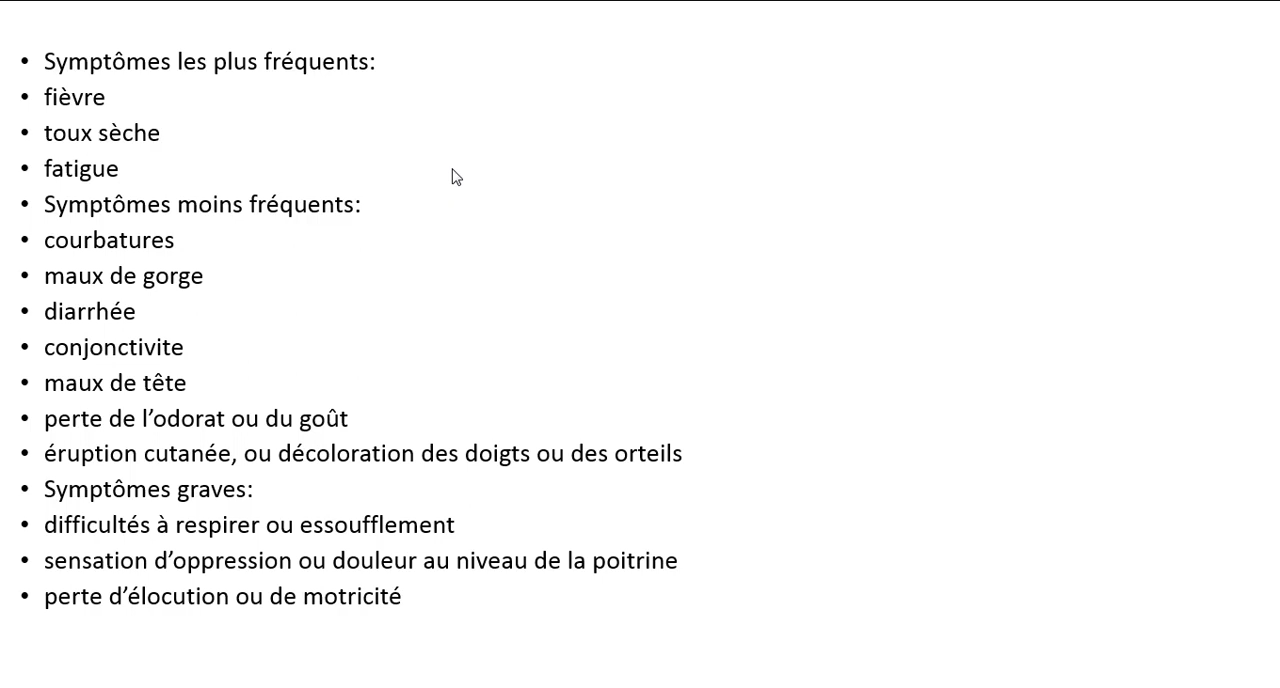 • Symptômes les plus fréquents:
• fièvre
• toux sèche
• fatigue
• Symptômes moins fréquents:
• courbatures
• maux de gorge
• diarrhée
• conjonctivite
• maux de tête
• perte de l’odorat ou du goût
• éruption cutanée, ou décoloration des doigts ou des orteils
• Symptômes graves:
• difficultés à respirer ou essoufflement
• sensation d’oppression ou douleur au niveau de la poitrine
• perte d’élocution ou de motricité